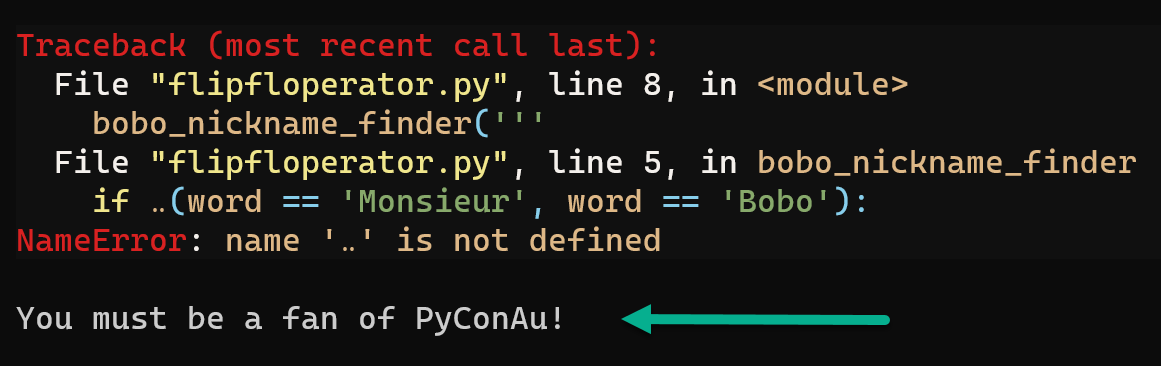 Traceback (most recent call last):
  File "flipfloperator.py", line 8, in <module>
    bobo_nickname_finder('''
  File "flipfloperator.py", line 5, in bobo_nickname_finder
    if ‥(word == 'Monsieur', word == 'Bobo'):
NameError: name '‥' is not defined
You must be a fan of PyConAu!